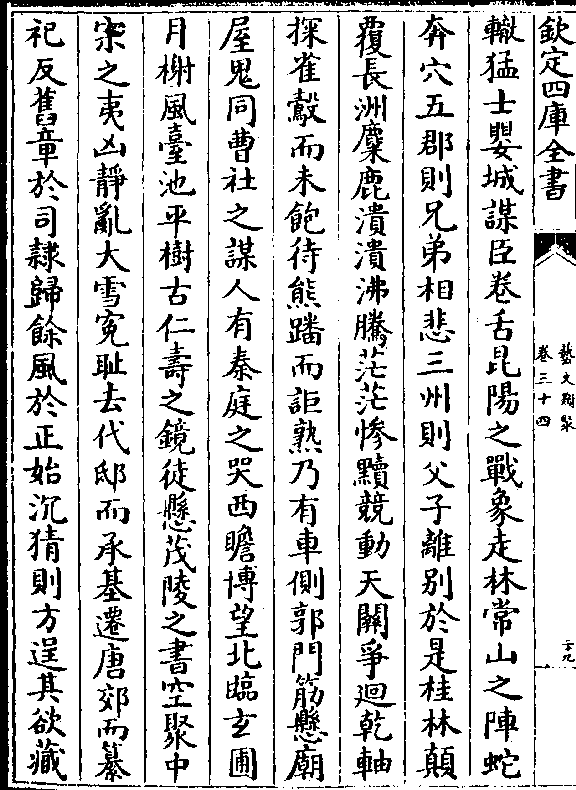 欽定四庫全書
藝文類聚
卷三十四
二十九
轍猛士嬰城謀臣卷舌昆陽之戰象走林常山之陣蛇
奔穴五郡則兄弟相悲三州則父子離别於是桂林顛
覆長洲麋鹿潰潰沸騰茫茫慘黷競動天關爭迴乾軸
探雀鷇而未飽待熊蹯而詎熟乃有車側郭門筋懸廟
屋鬼同曹社之謀人有秦庭之哭西瞻博望北臨玄圃
月榭風臺池平樹古仁壽之鏡徒懸茂陵之書空聚中
宗之夷凶靜亂大雪寃耻去代邸而承基遷唐郊而纂
祀反舊章於司隸歸餘風於正始沉猜則方逞其欲藏